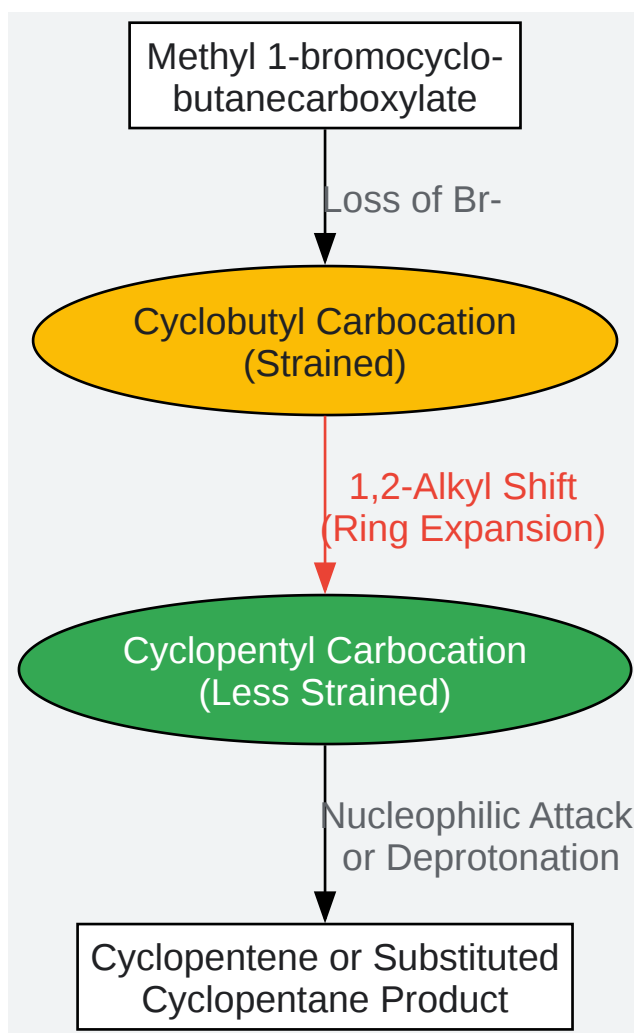 Methyl 1-bromocyclo-
butanecarboxylate
Loss of Br-
Cyclobutyl Carbocation
(Strained)
1,2-Alkyl Shift
(Ring Expansion)
Cyclopentyl Carbocation
(Less Strained)
Nucleophilic Attack
or Deprotonation
Cyclopentene or Substituted
Cyclopentane Product